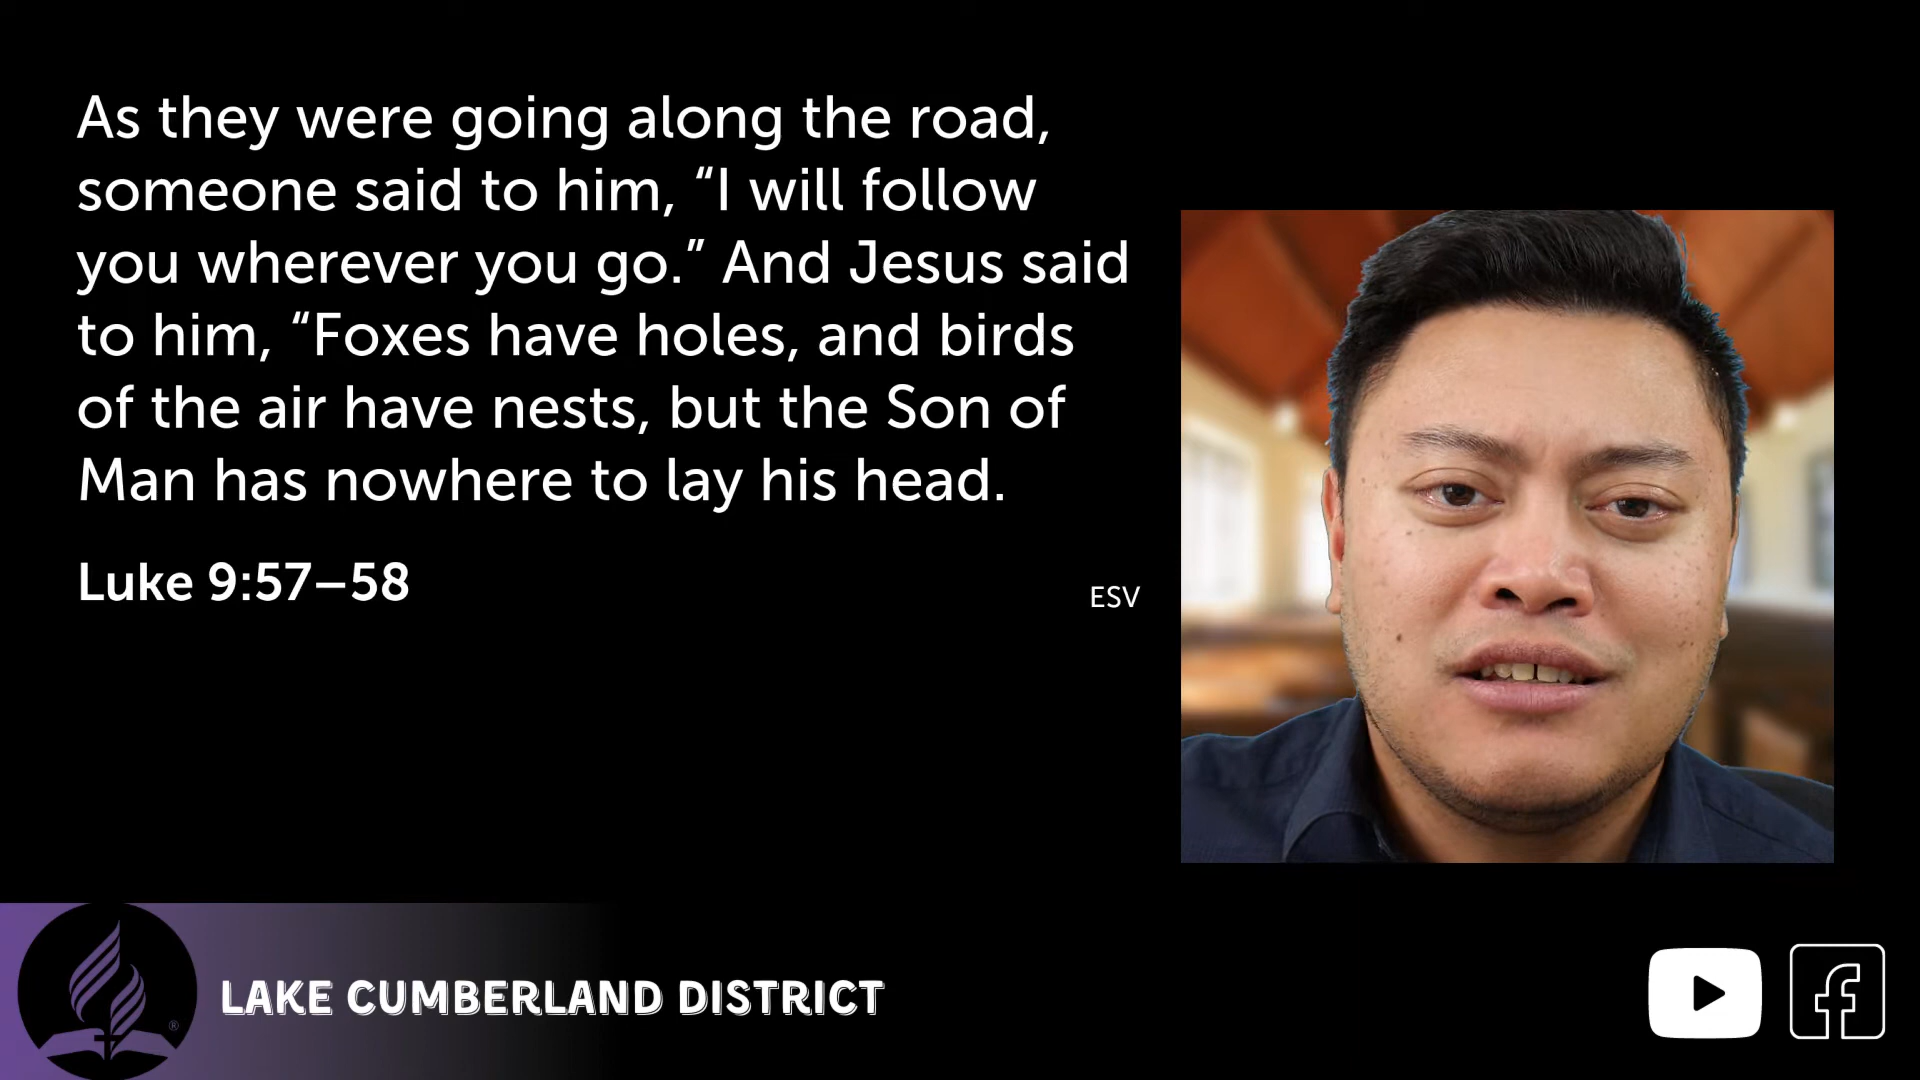 As they were going along the road,
someone said to him, “I will follow
you wherever you go.” And Jesus said
to him, “Foxes have holes, and birds
of the air have nests, but the Son of
Man has nowhere to lay his head.
Luke 9:57–58
ESV
®
LAKE CUMBERLAND DISTRICT